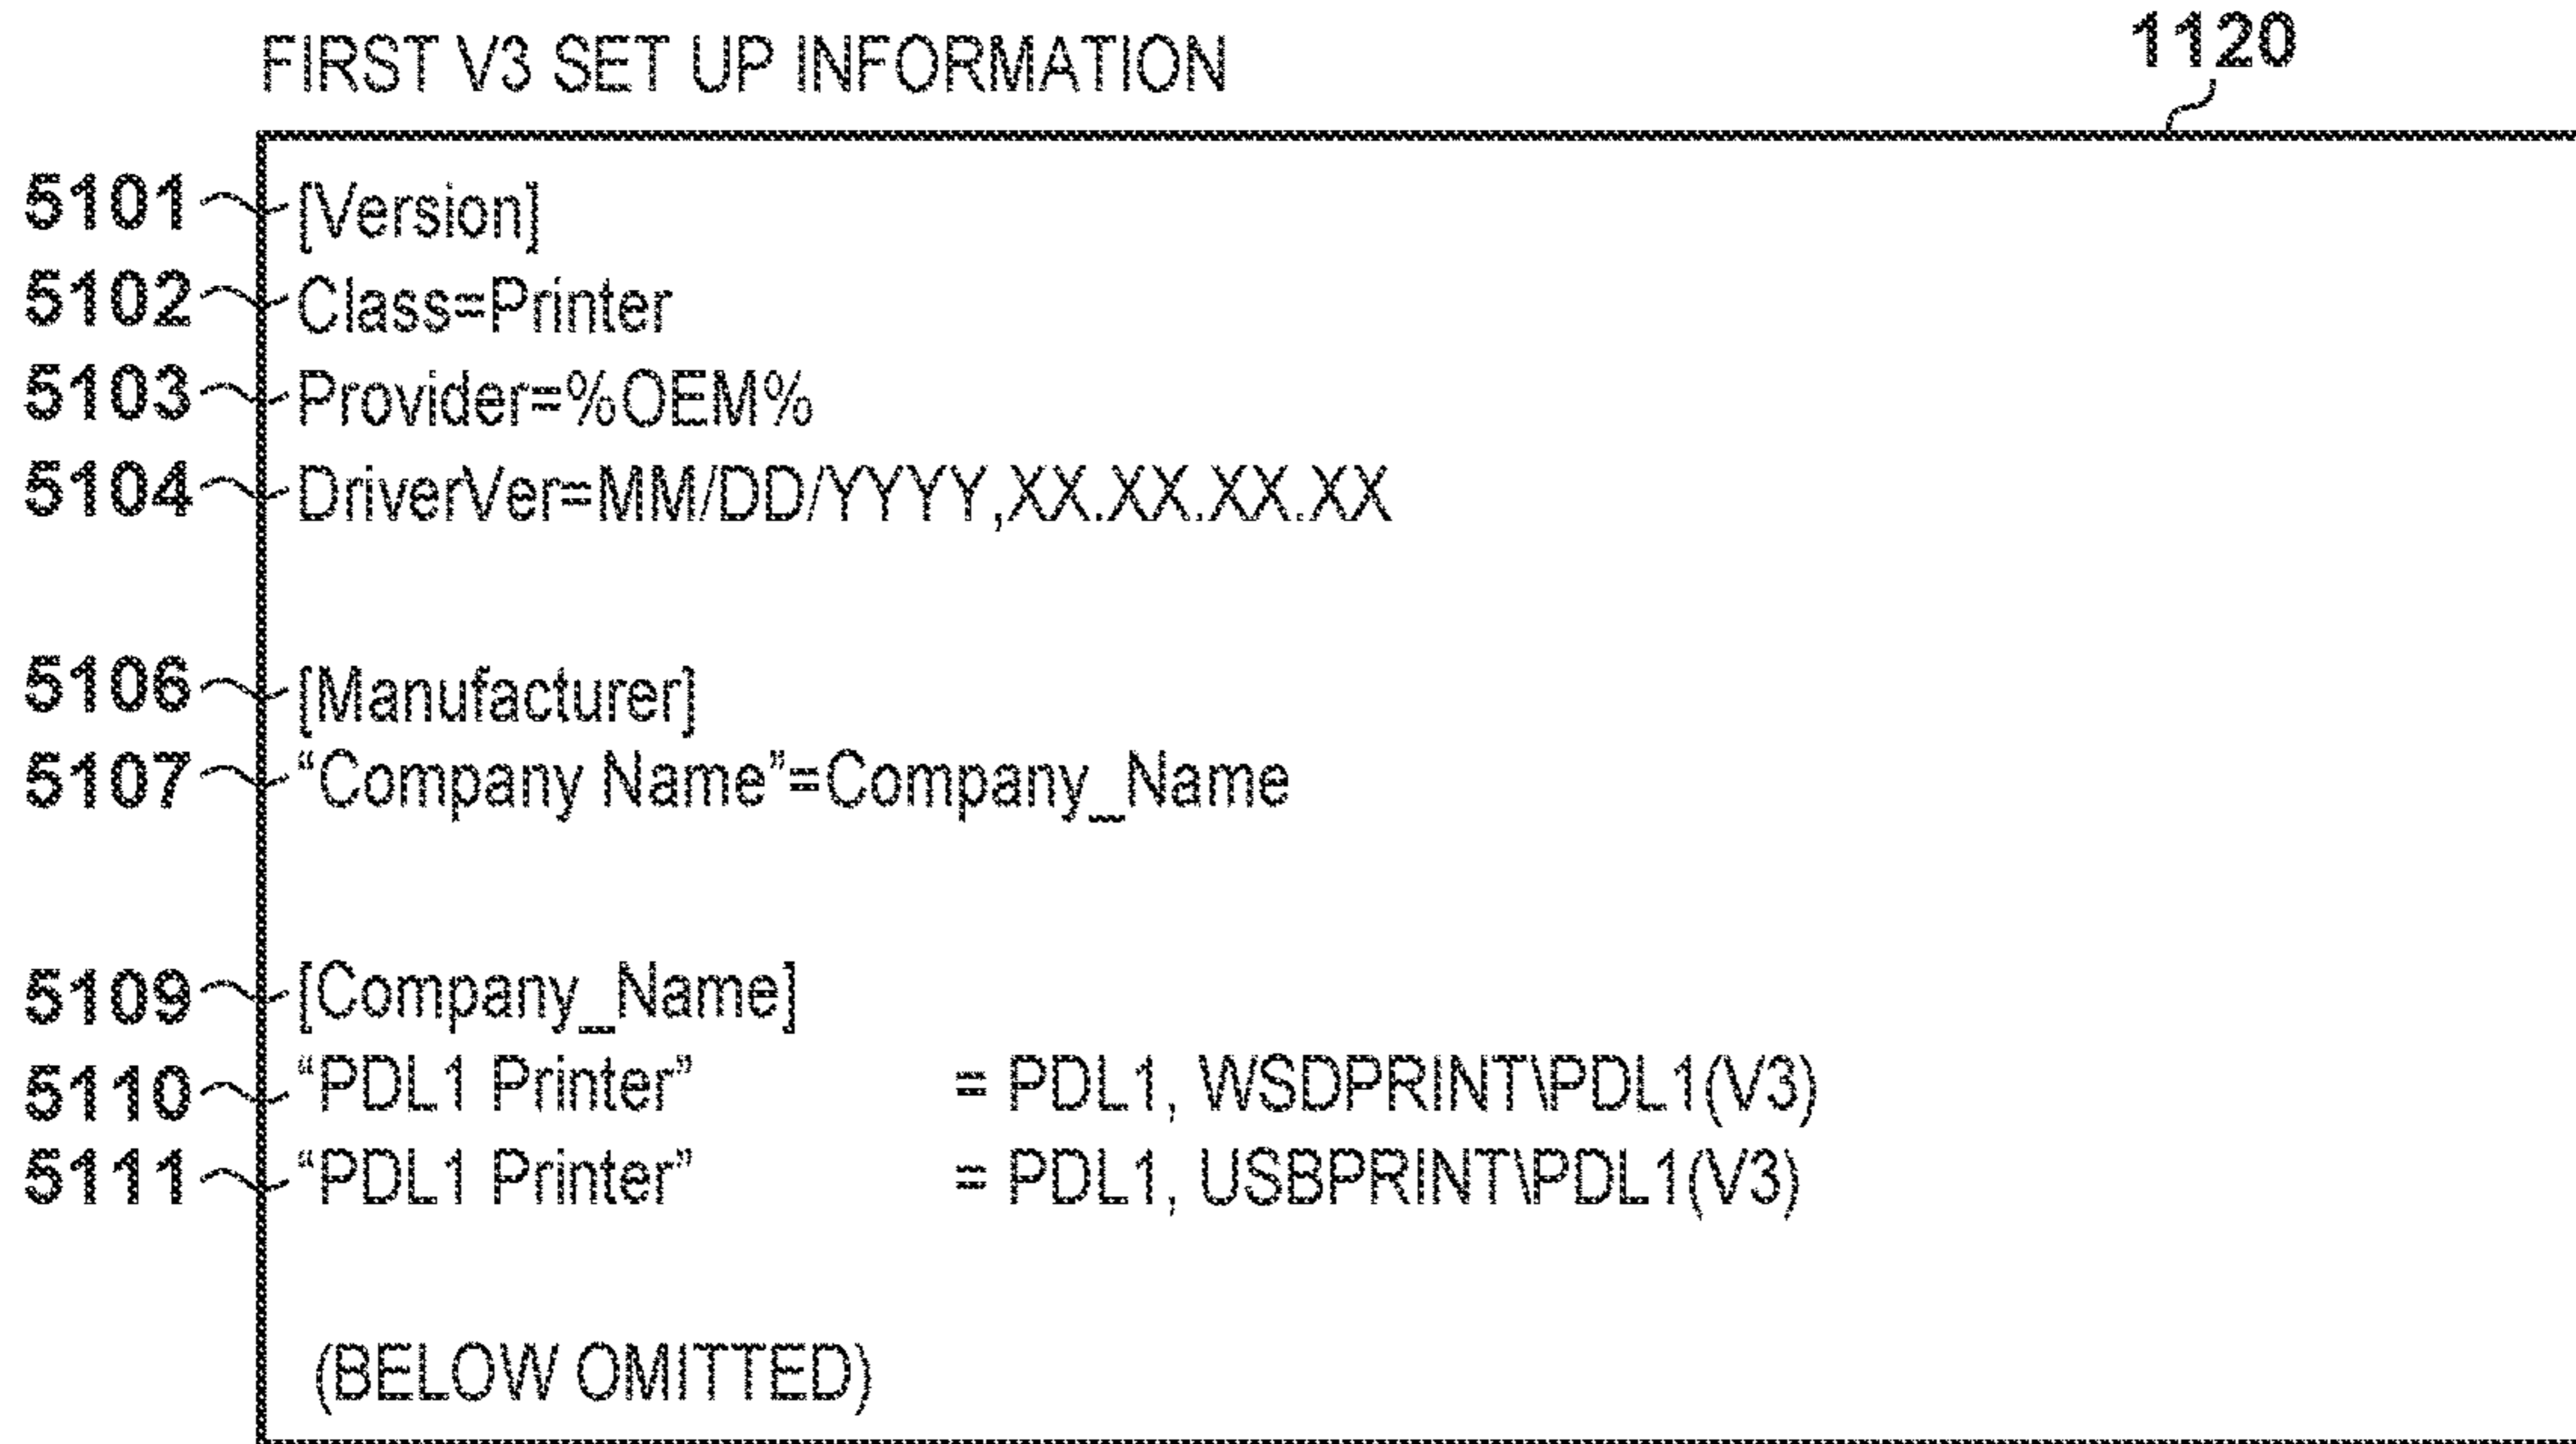 FIRST V3 SET UP INFORMATION 1120
5101 [Version]
5102 Class=Printer
5103 Provider=%OEM%
5104 DriverVer=MM/DD/YYYY,XX.XX.XX.XX
5106 [Manufacturer]
5107 “Company Name”=Company_Name
5109 [Company_Name]
5110 “PDL1 Printer” = PDL1, WSDPRINT\PDL1(V3)
5111 “PDL1 Printer” = PDL1, USBPRINT\PDL1(V3)
(BELOW OMITTED)